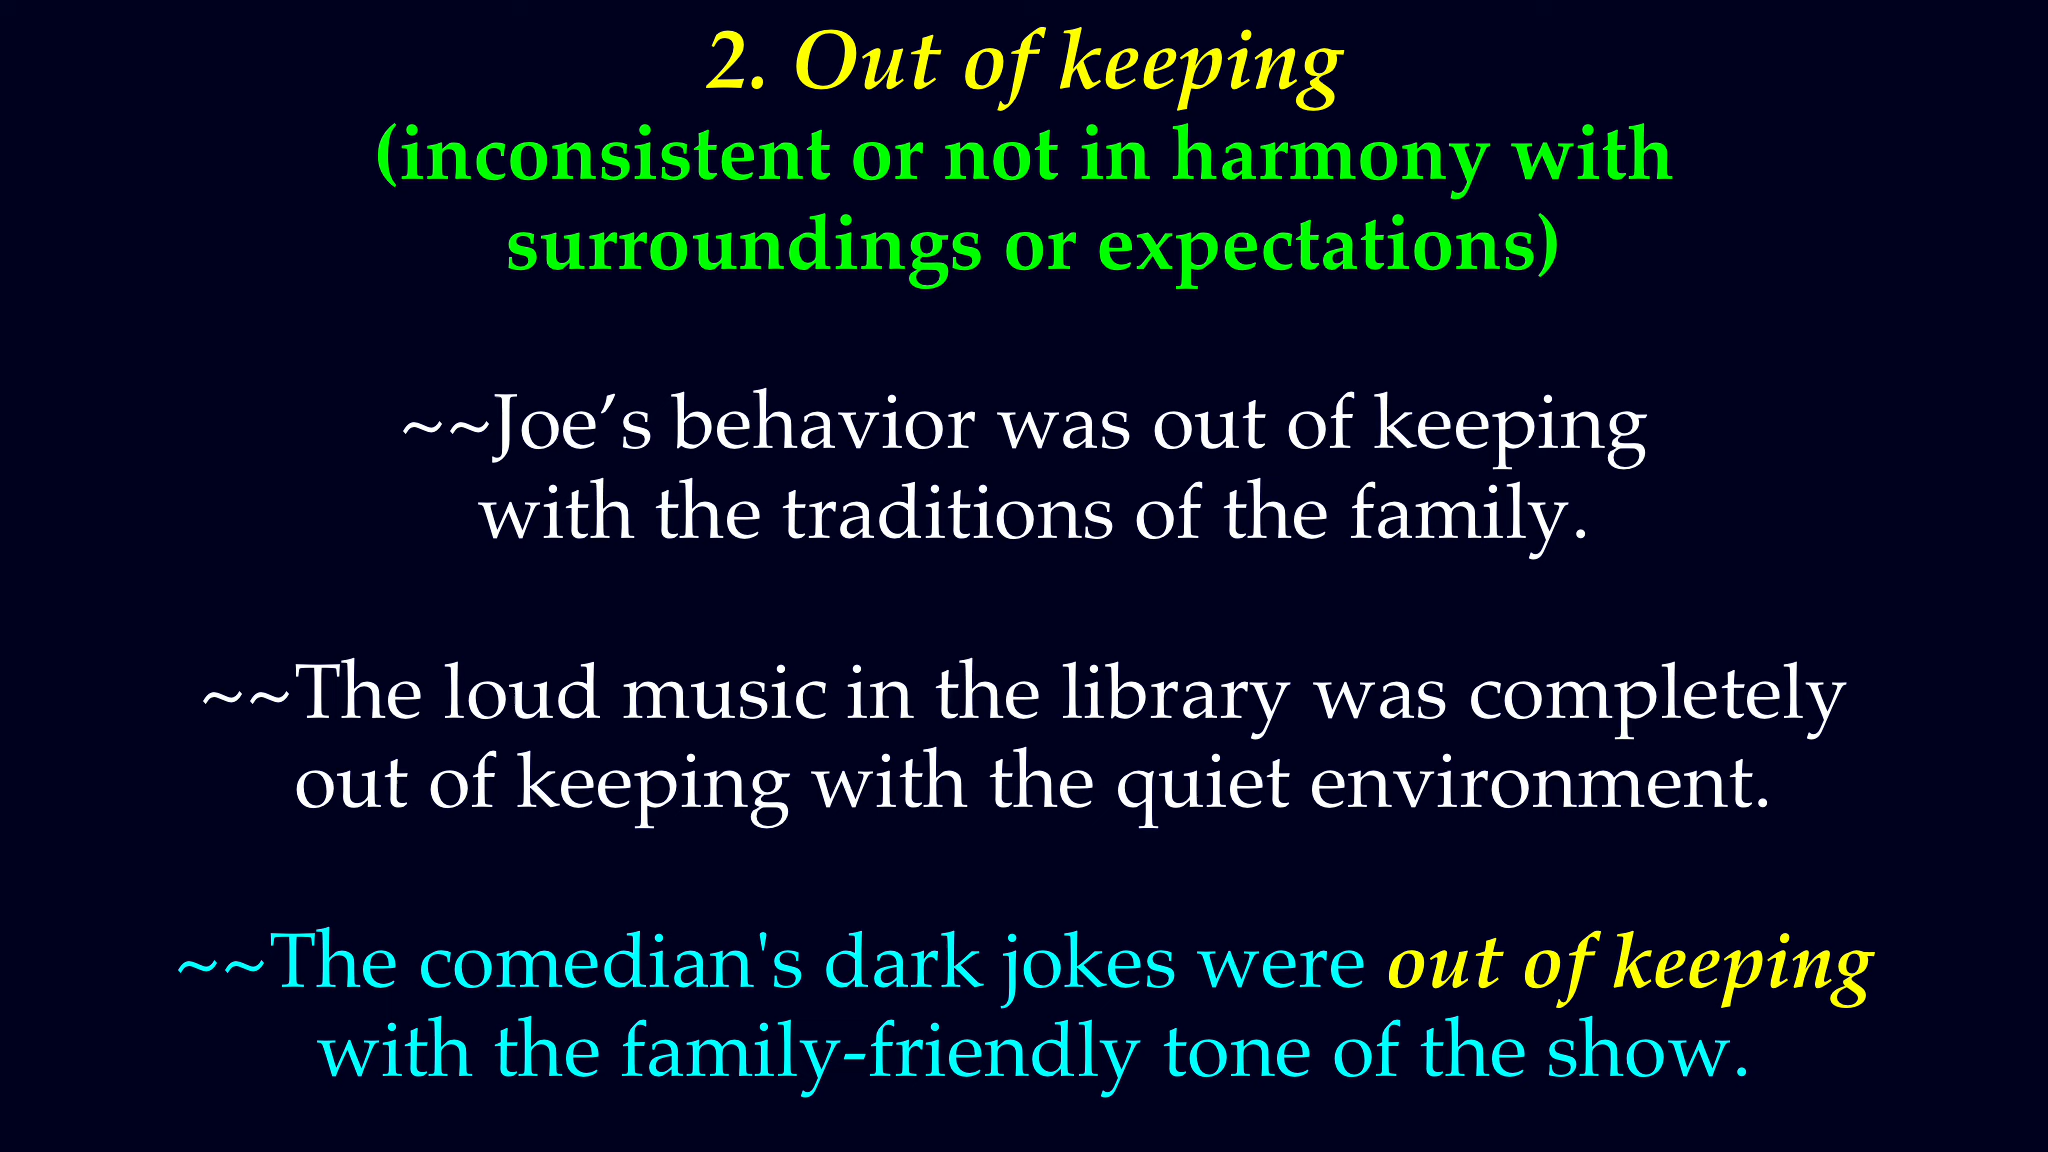 2. Out of keeping
(inconsistent or not in harmony with
surroundings or expectations)
~~Joe’s behavior was out of keeping
with the traditions of the family.
~~The loud music in the library was completely
out of keeping with the quiet environment.
~~The comedian's dark jokes were out of keeping
with the family-friendly tone of the show.